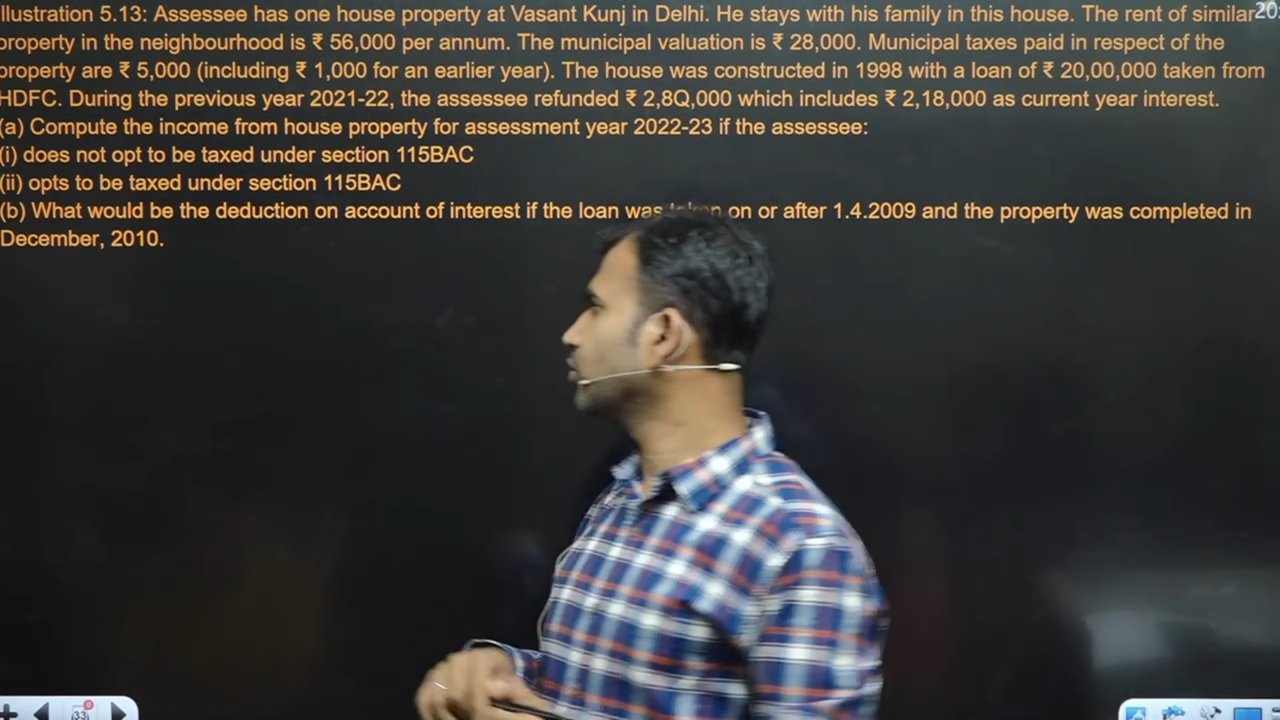 llustration 5.13: Assessee has one house property at Vasant Kunj in Delhi. He stays with his family in this house. The rent of similar
20
property in the neighbourhood is ₹ 56,000 per annum. The municipal valuation is ₹ 28,000. Municipal taxes paid in respect of the
property are ₹ 5,000 (including ₹ 1,000 for an earlier year). The house was constructed in 1998 with a loan of ₹ 20,00,000 taken from
HDFC. During the previous year 2021-22, the assessee refunded ₹ 2,8Q,000 which includes ₹ 2,18,000 as current year interest.
(a) Compute the income from house property for assessment year 2022-23 if the assessee:
(i) does not opt to be taxed under section 115BAC
(ii) opts to be taxed under section 115BAC
(b) What would be the deduction on account of interest if the loan was taken on or after 1.4.2009 and the property was completed in
December, 2010.
33